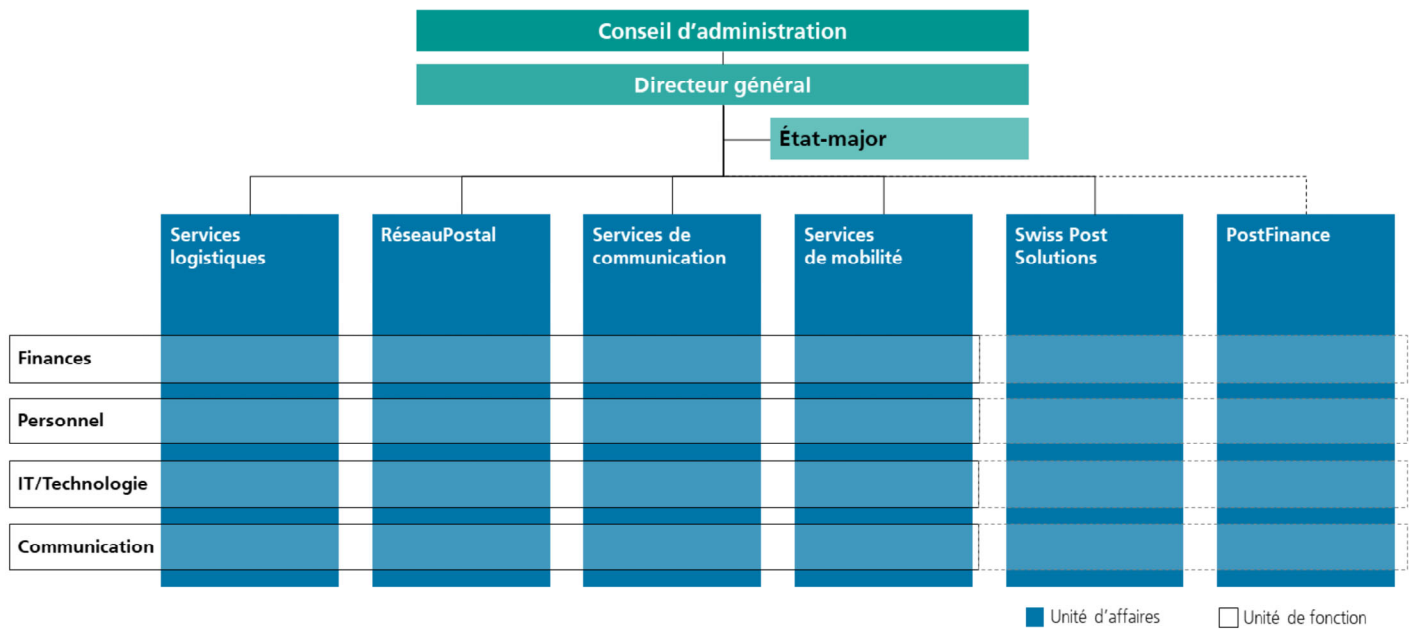 Conseil d’administration
Directeur général
État-major
Services
logistiques
RéseauPostal
Services de
communication
Services
de mobilité
Swiss Post
Solutions
PostFinance
Finances
Personnel
IT/Technologie
Communication
Unité d’affaires
Unité de fonction